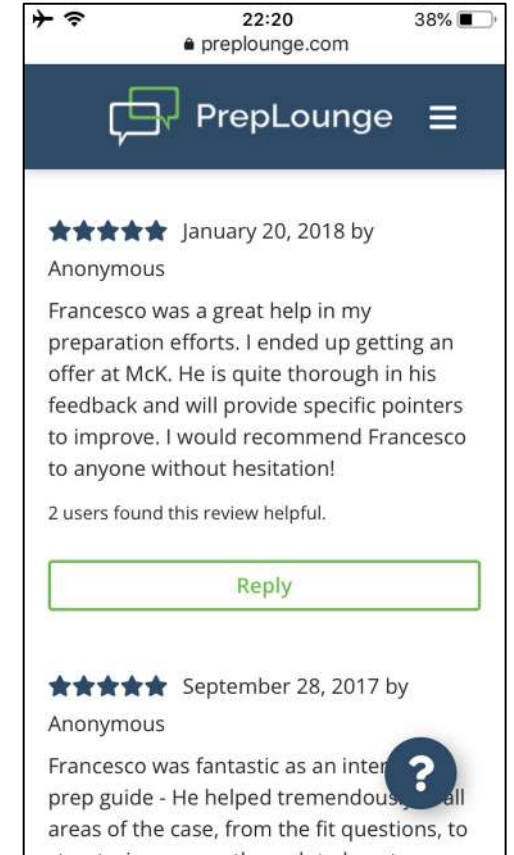 22:20
38%
preplounge.com
PrepLounge
January 20, 2018 by
Anonymous
Francesco was a great help in my
preparation efforts. I ended up getting an
offer at McK. He is quite thorough in his
feedback and will provide specific pointers
to improve. I would recommend Francesco
to anyone without hesitation!
2 users found this review helpful.
Reply
September 28, 2017 by
Anonymous
Francesco was fantastic as an
prep guide - He helped all
areas of the case, from the fit questions, to
?